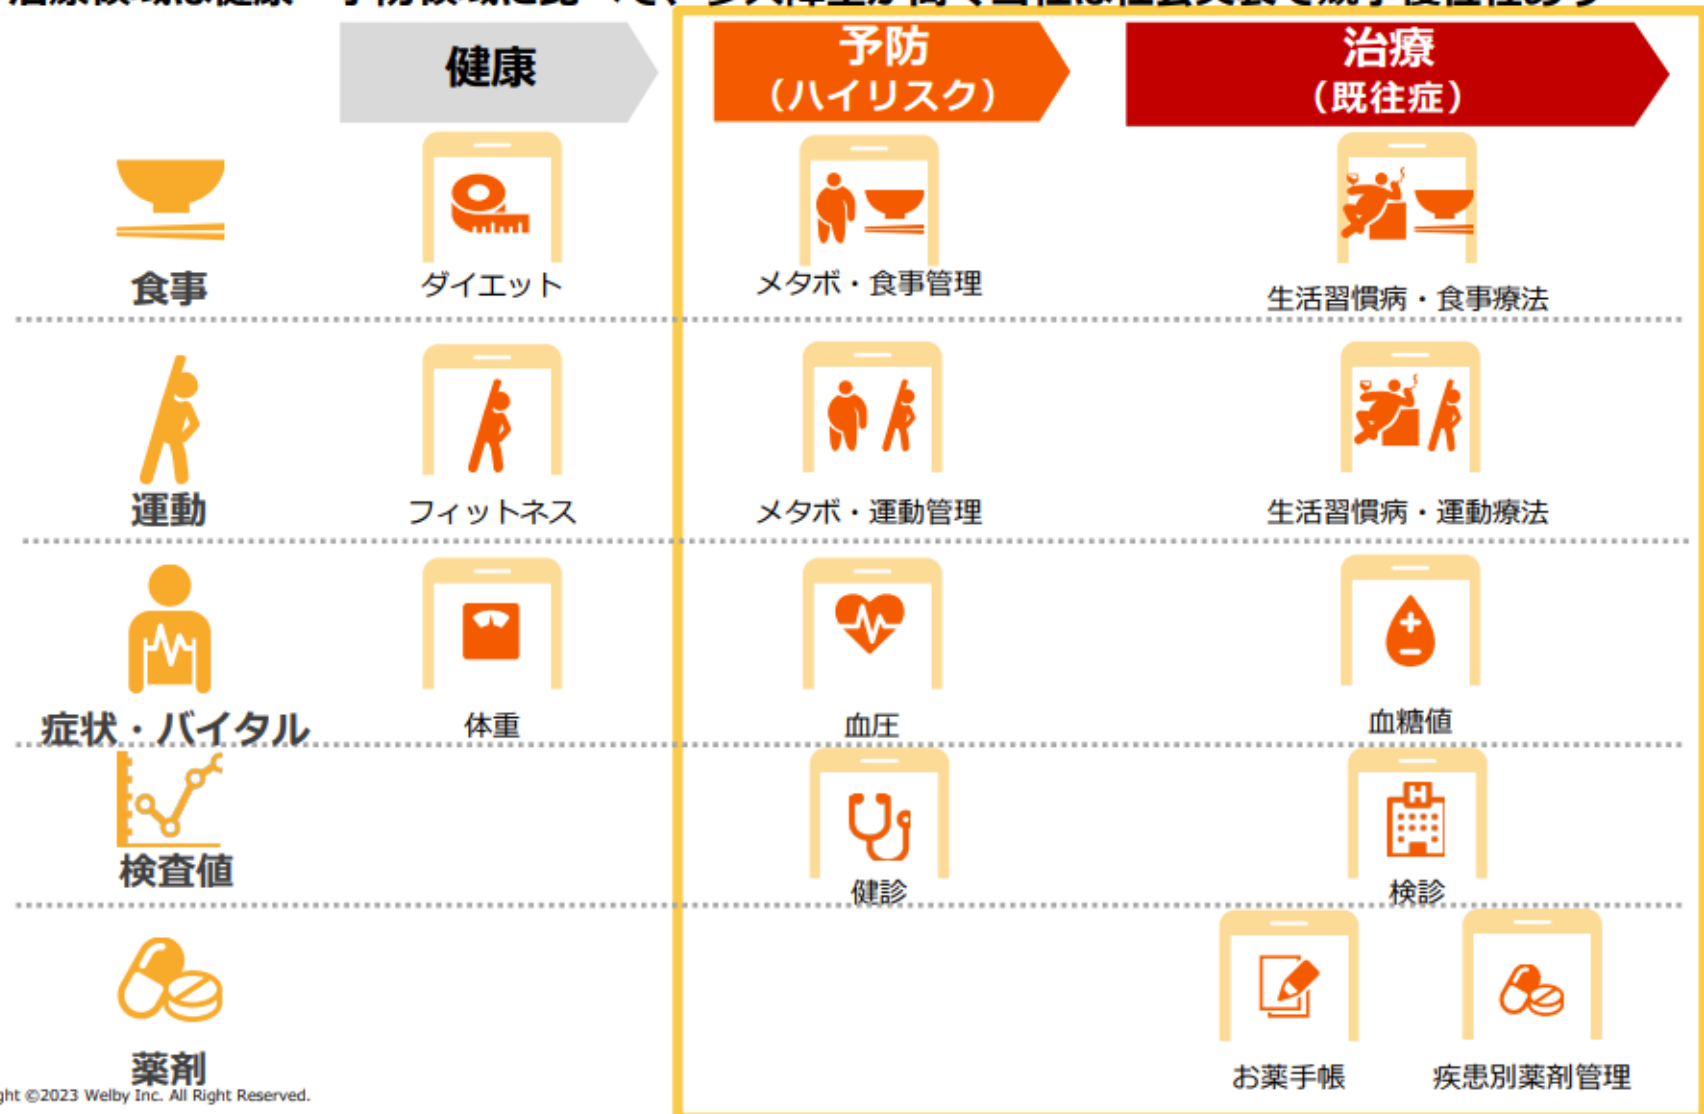 健康
予防
（ハイリスク）
治療
（既往症）
食事
ダイエット
メタボ・食事管理
生活習慣病・食事療法
運動
フィットネス
メタボ・運動管理
生活習慣病・運動療法
症状・バイタル
体重
血圧
血糖値
検査値
健診
H
検診
薬剤
お薬手帳
疾患別薬剤管理
ght ©2023 Welby Inc. All Right Reserved.